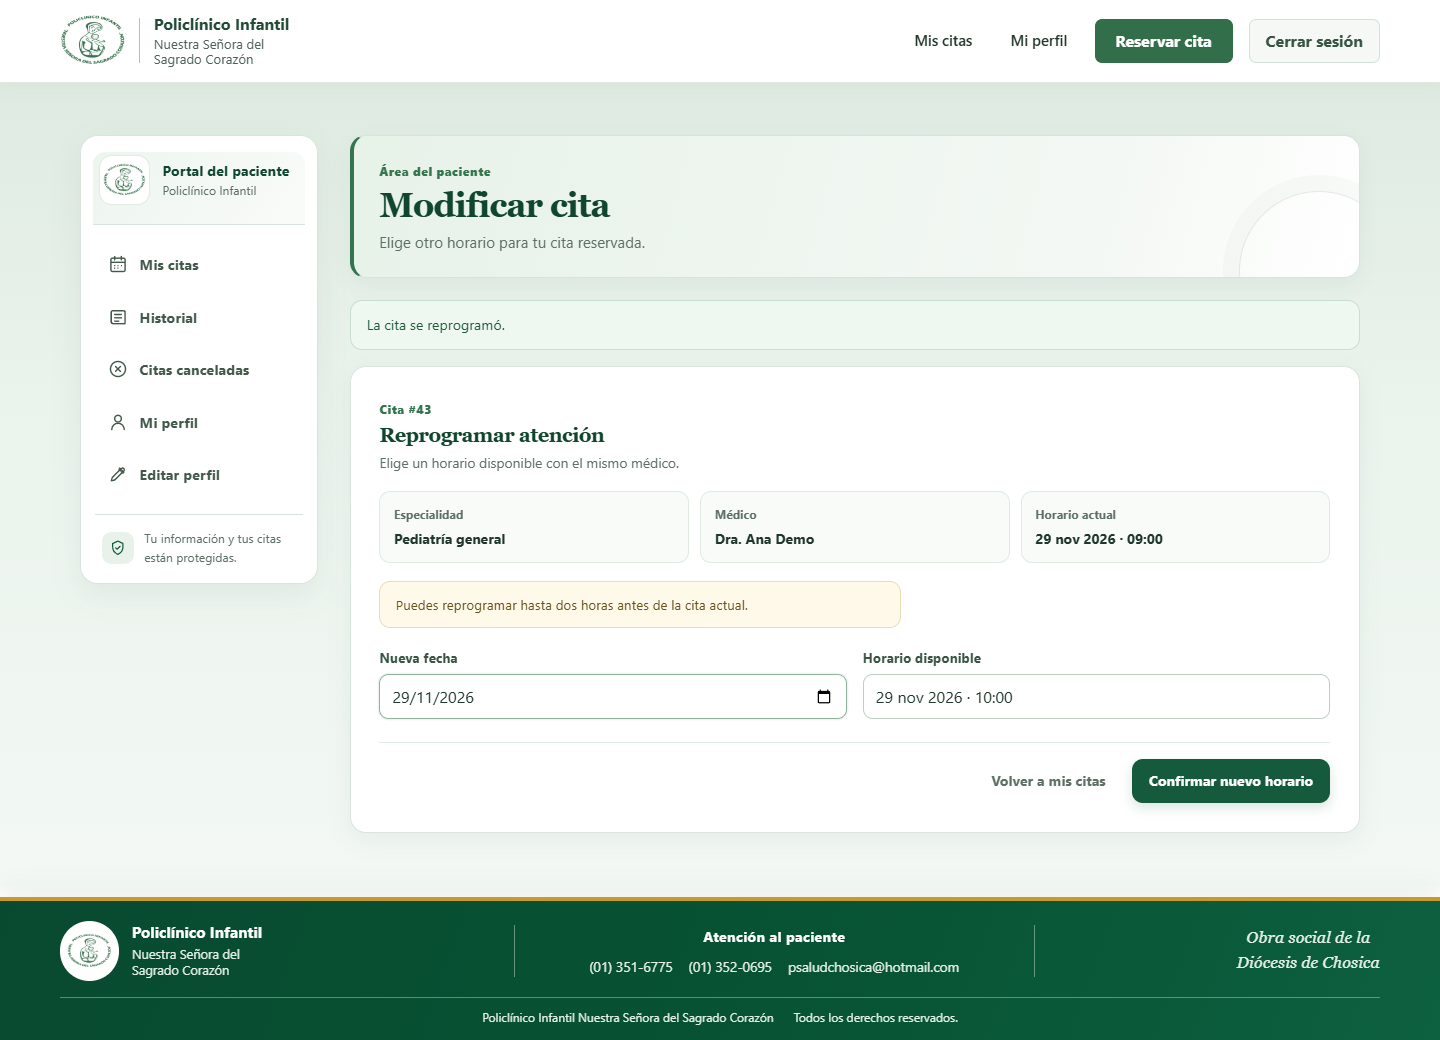 Policlínico Infantil
Nuestra Señora del
Sagrado Corazón
Mis citas
Mi perfil
Reservar cita
Cerrar sesión
Portal del paciente
Policlínico Infantil
Mis citas
Historial
Citas canceladas
Mi perfil
Editar perfil
Tu información y tus citas
están protegidas.
Área del paciente
Modificar cita
Elige otro horario para tu cita reservada.
La cita se reprogramó.
Cita #43
Reprogramar atención
Elige un horario disponible con el mismo médico.
Especialidad
Pediatría general
Médico
Dra. Ana Demo
Horario actual
29 nov 2026 · 09:00
Puedes reprogramar hasta dos horas antes de la cita actual.
Nueva fecha
29/11/2026
Horario disponible
29 nov 2026 · 10:00
Volver a mis citas
Confirmar nuevo horario
Policlínico Infantil
Nuestra Señora del
Sagrado Corazón
Atención al paciente
(01) 351-6775 (01) 352-0695 psaludchosica@hotmail.com
Obra social de la
Diócesis de Chosica
Policlínico Infantil Nuestra Señora del Sagrado Corazón Todos los derechos reservados.